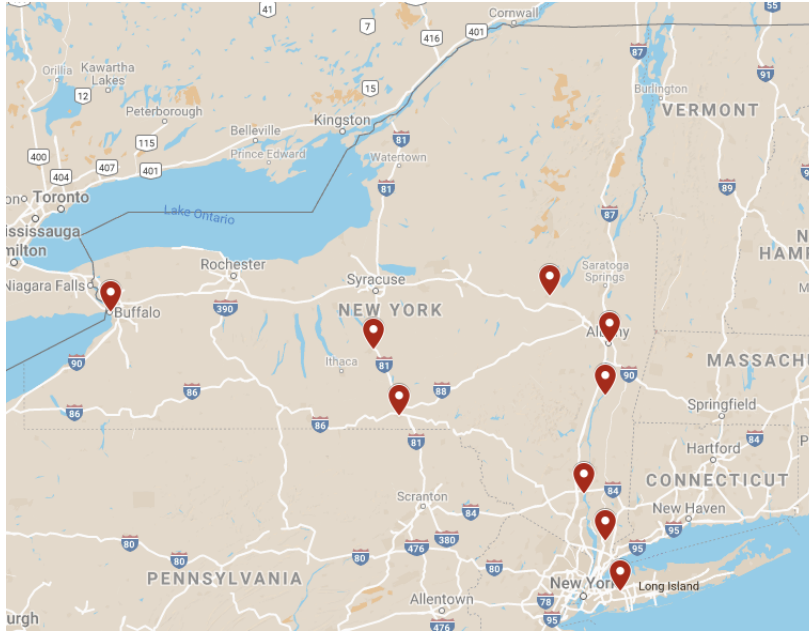 41
Cornwall
55
7
416
401
401
87
Orillia
Kawartha
Lakes
15
91
12
Burlington
Peterborough
VERMONT
Kingston
115
Belleville
81
400
407
Prince Edward
Watertown
404
401
81
89
Toronto
Lake Ontario
87
ississauga
milton
HAMP
Rochester
Saratoga
Springs
Niagara Falls
Syracuse
NEW YORK
390
Buffalo
Albany
Ithaca
90
81
90
MASSACHU
86
88
86
86
Springfield
81
84
Hartford
CONNECTICUT
84
Scranton
New Haven
84
95
80
380
476
95
80
80
80
PENNSYLVANIA
New York
Long Island
Allentown
78
urgh
95
476